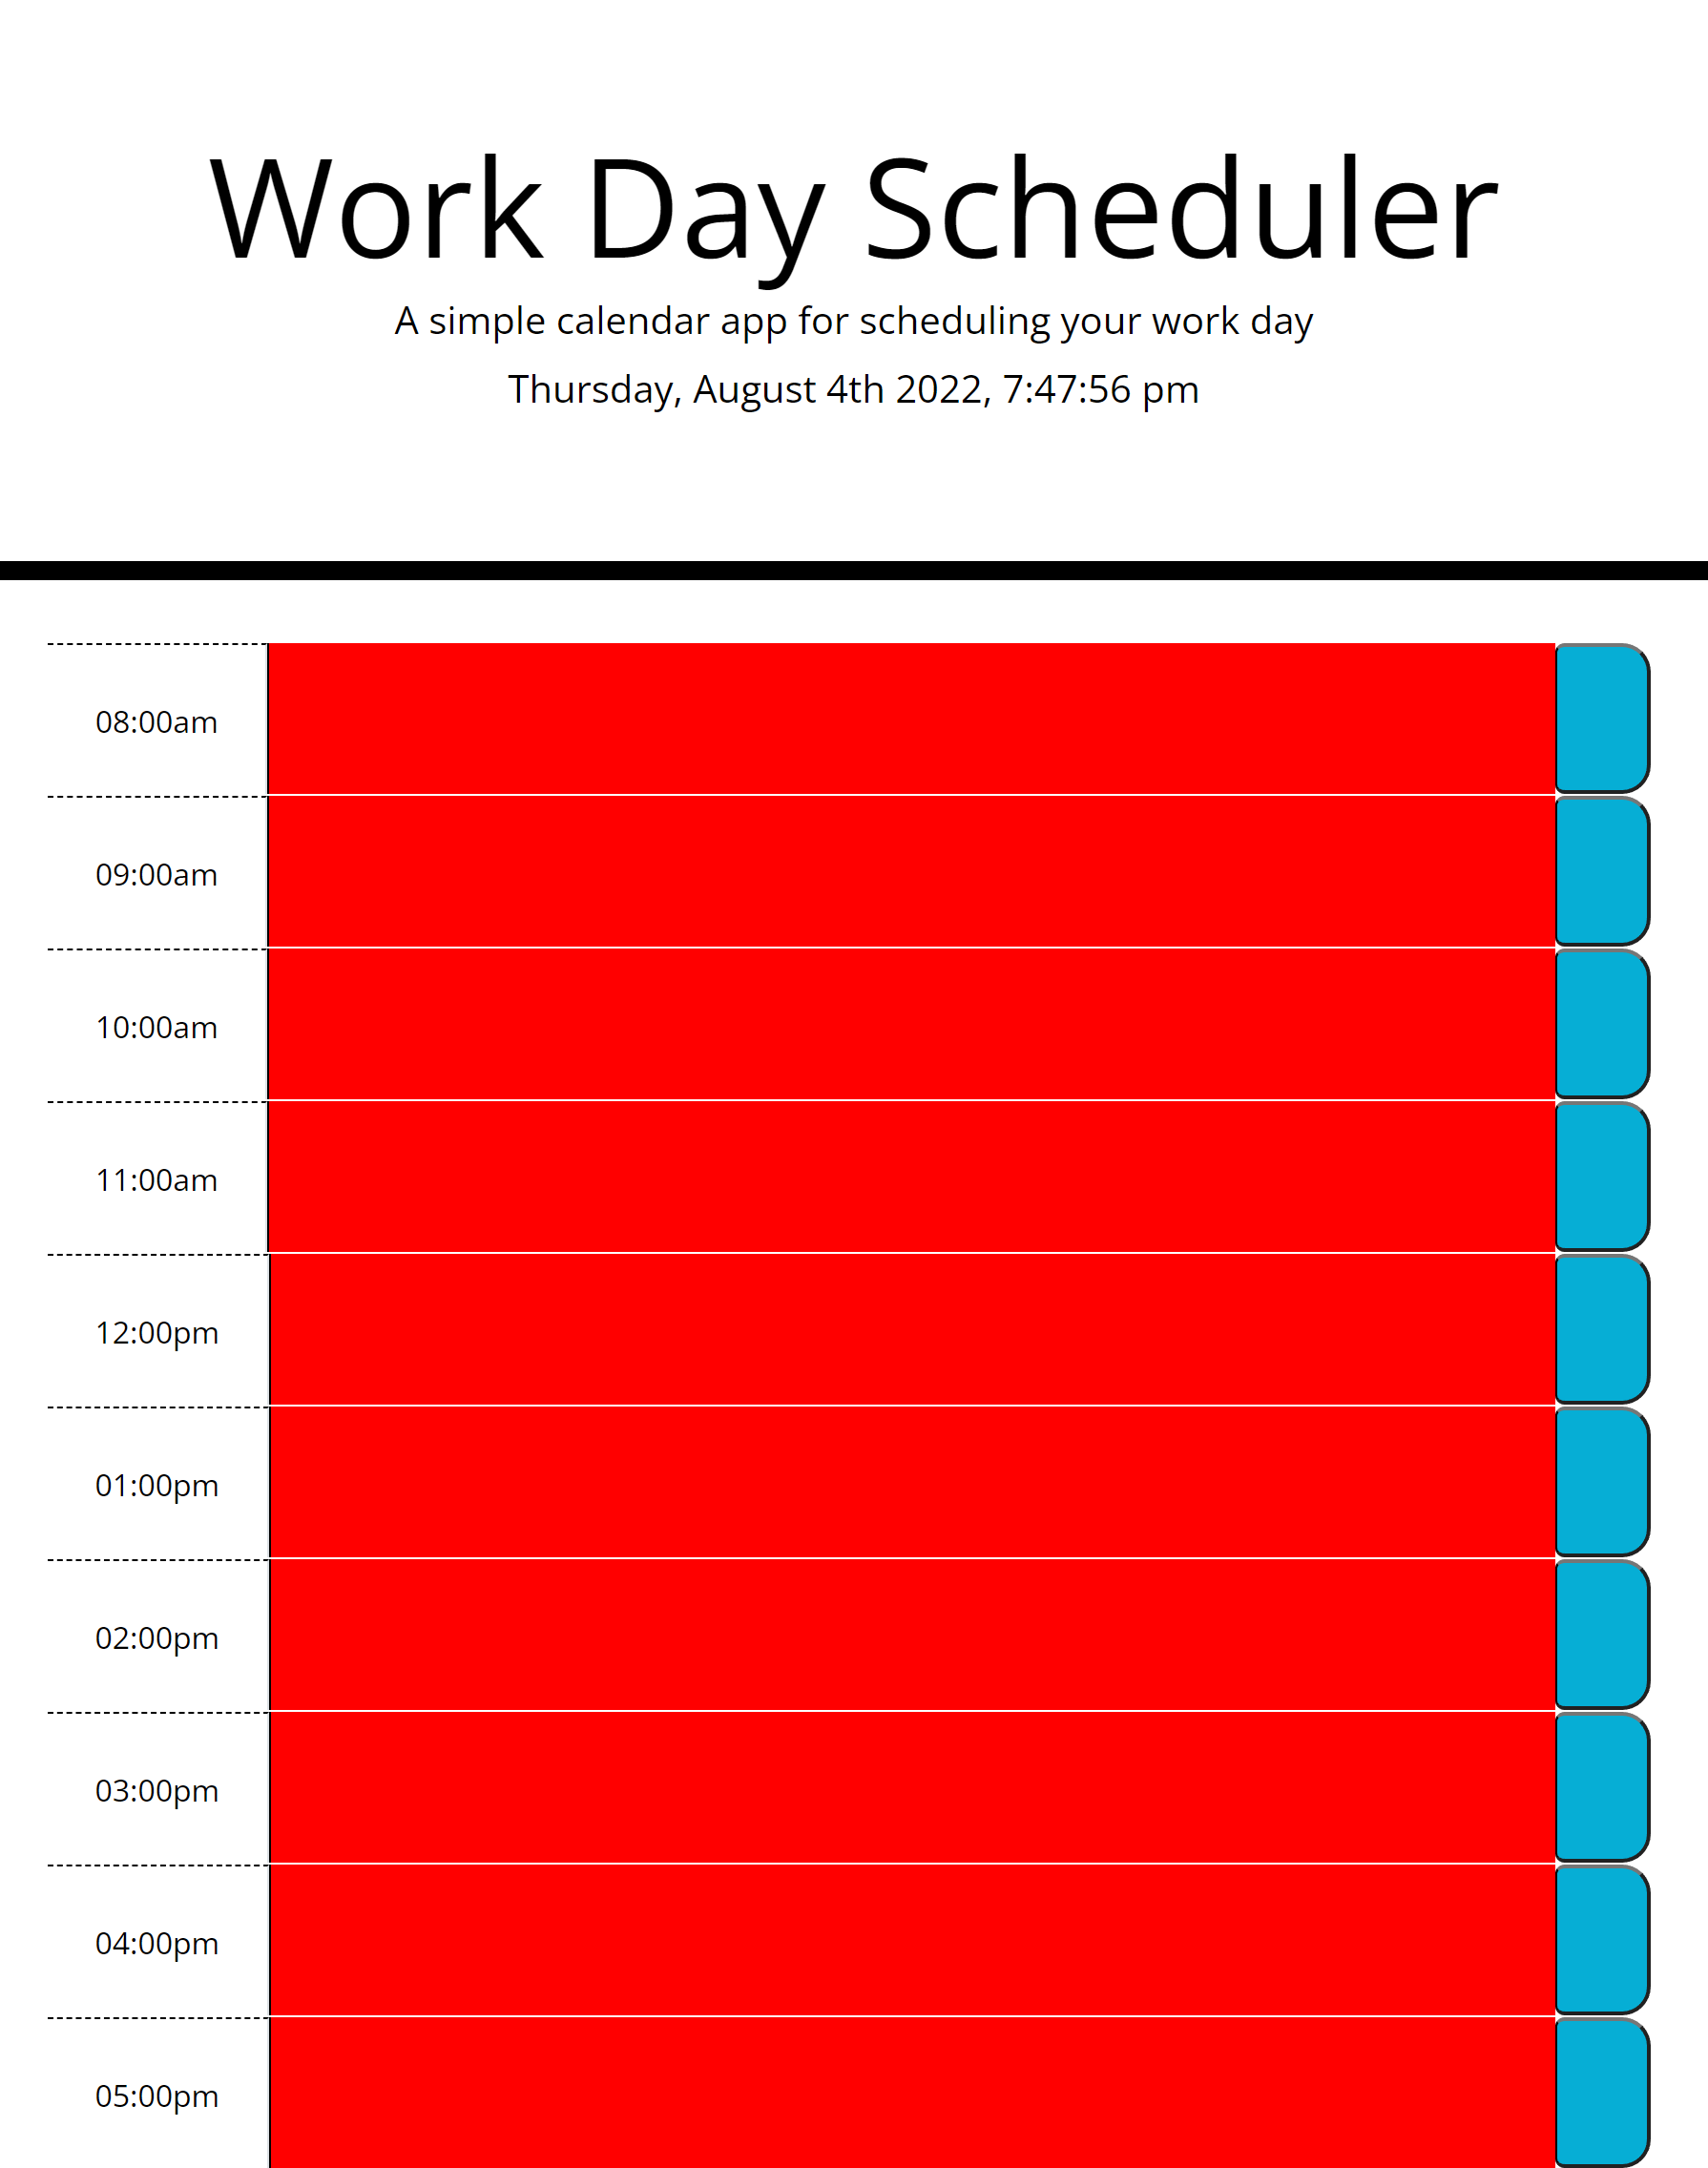 Work Day Scheduler
A simple calendar app for scheduling your work day
Thursday, August 4th 2022, 7:47:56 pm
08:00am
09:00am
10:00am
11:00am
12:00pm
01:00pm
02:00pm
03:00pm
04:00pm
05:00pm